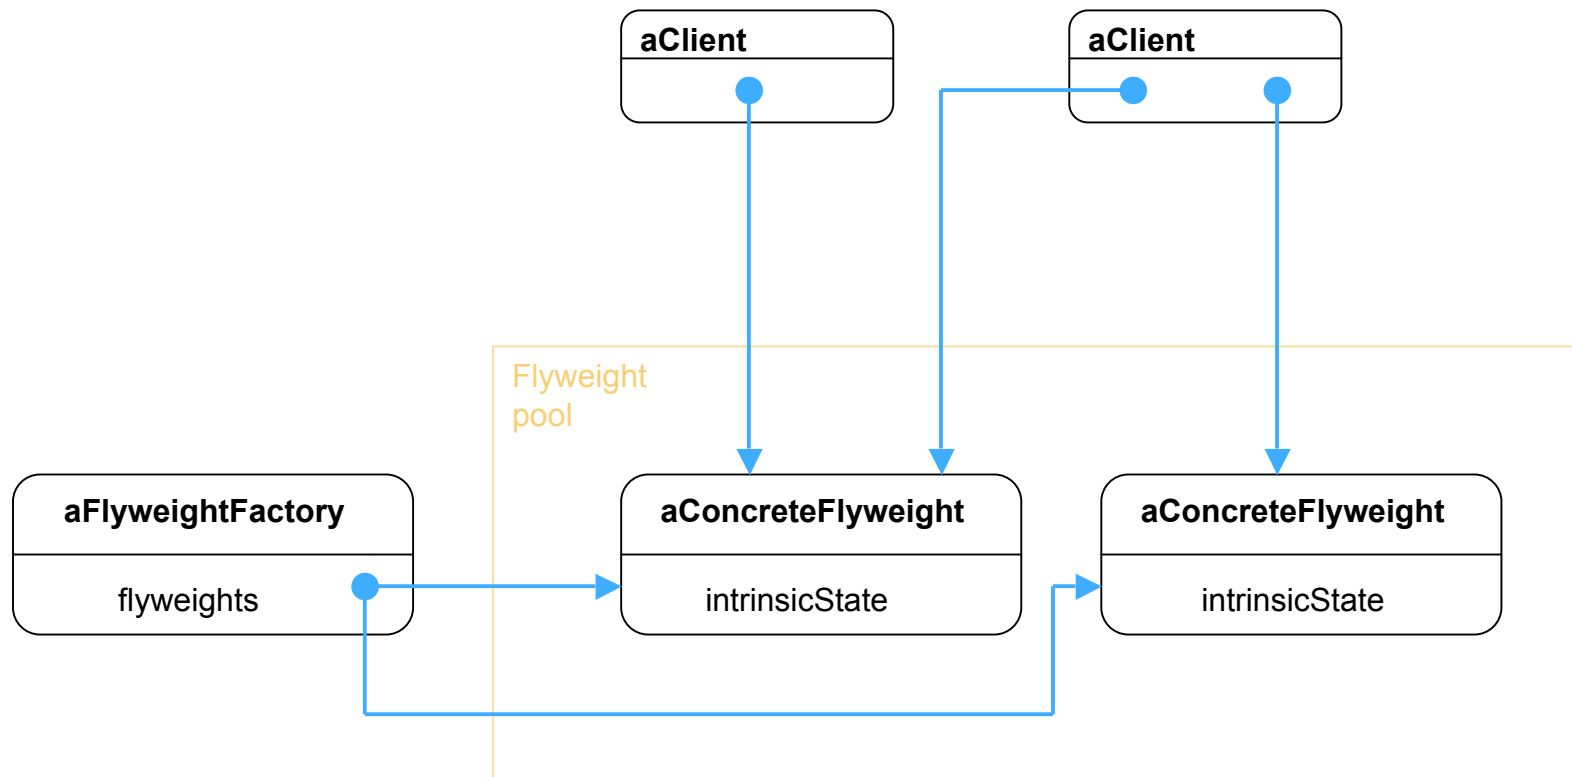 aClient
aClient
Flyweight
pool
aFlyweightFactory
flyweights
aConcreteFlyweight
intrinsicState
aConcreteFlyweight
intrinsicState